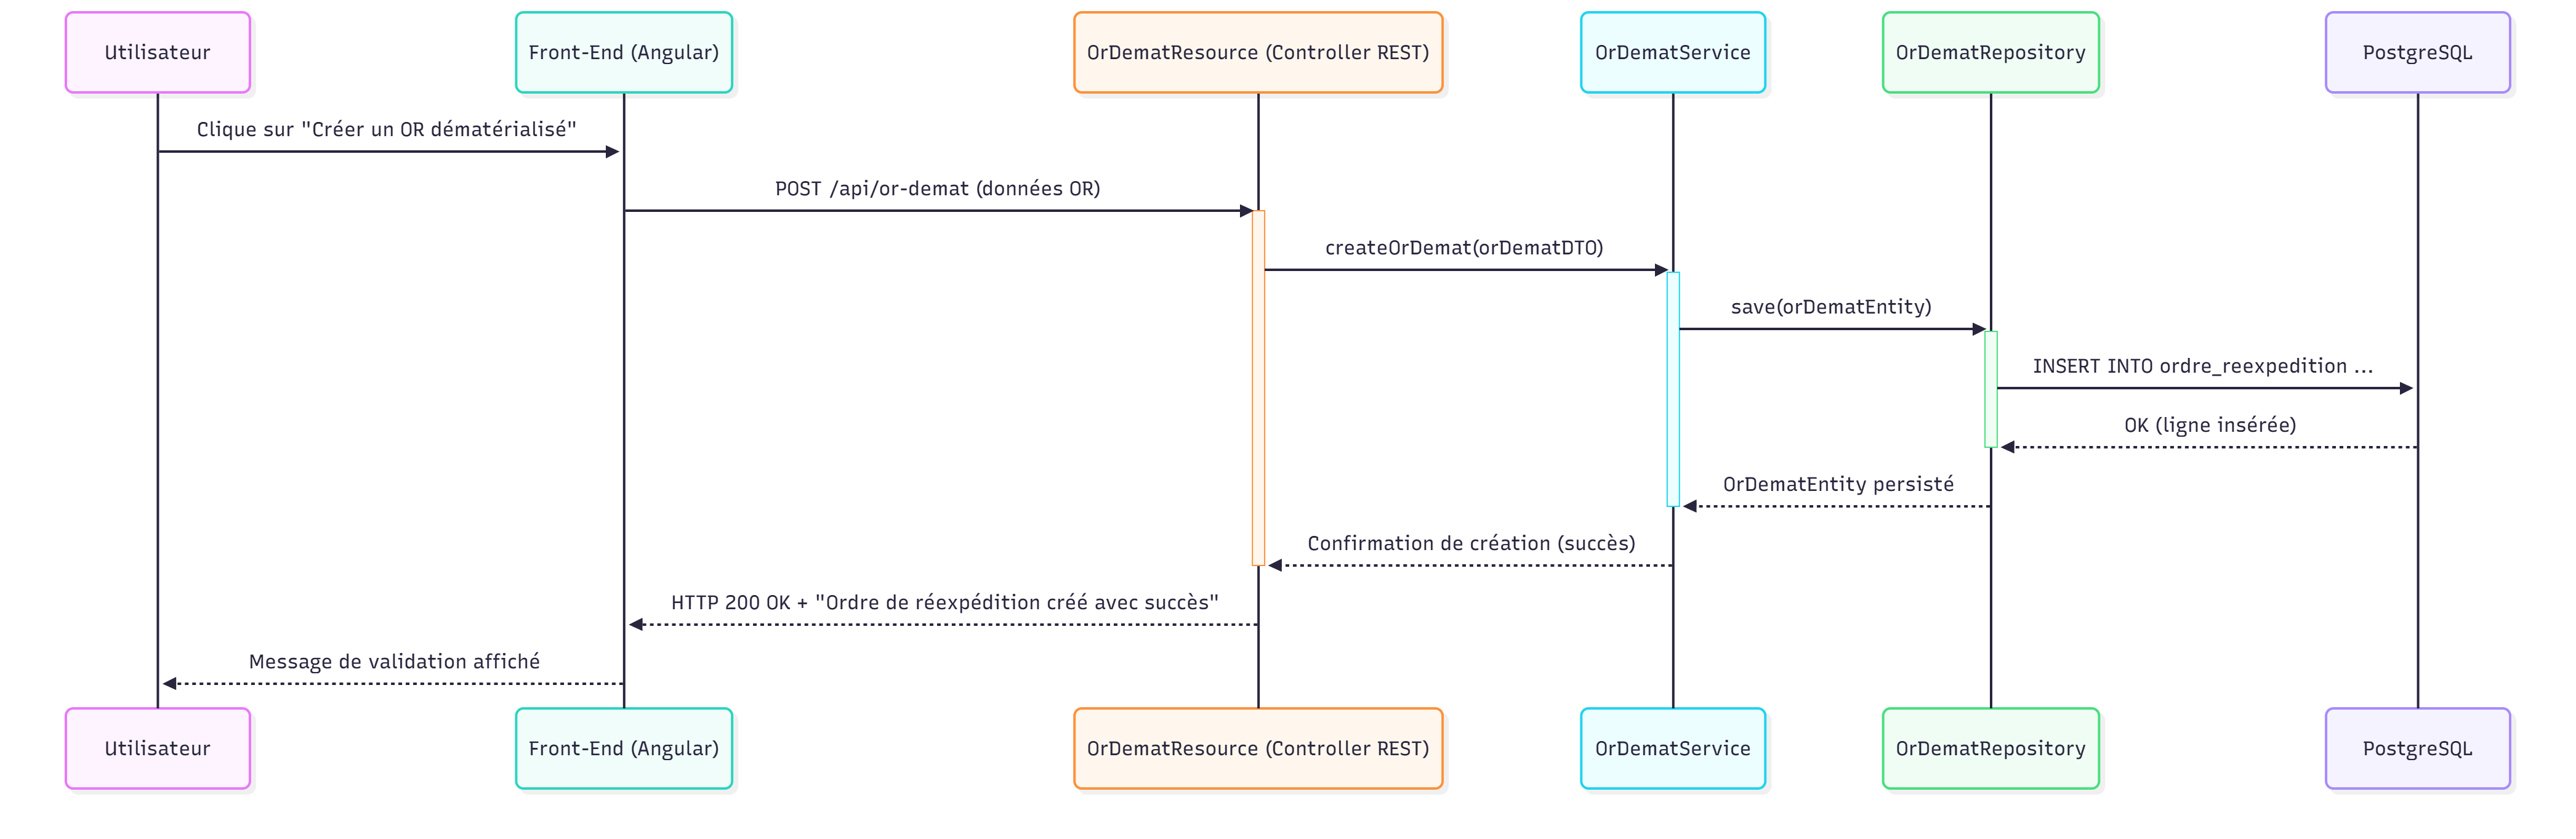 Utilisateur
Front-End (Angular)
OrDematResource (Controller REST)
OrDematService
OrDematRepository
PostgreSQL
Clique sur "Créer un OR dématérialisé"
POST /api/or-demat (données OR)
createOrDemat(orDematDTO)
save(orDematEntity)
INSERT INTO ordre_reexpedition ...
OK (ligne insérée)
OrDematEntity persisté
Confirmation de création (succès)
HTTP 200 OK + "Ordre de réexpédition créé avec succès"
Message de validation affiché
Utilisateur
Front-End (Angular)
OrDematResource (Controller REST)
OrDematService
OrDematRepository
PostgreSQL